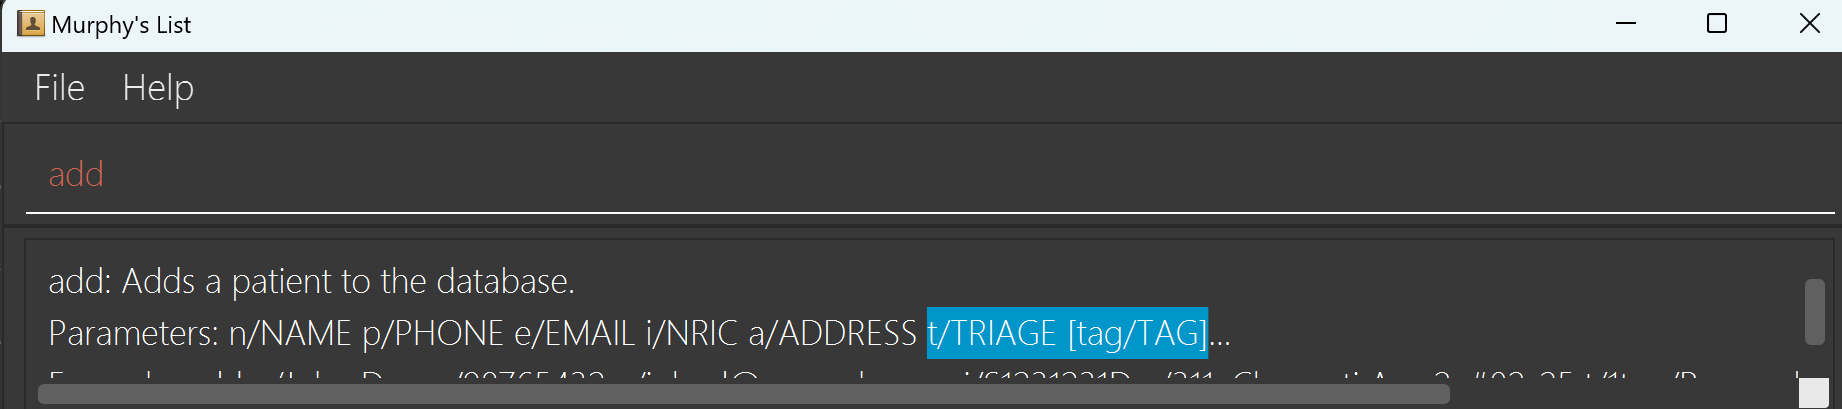 Murphy's List
File Help
add
add: Adds a patient to the database.
Parameters: n/NAME p/PHONE e/EMAIL i/NRIC a/ADDRESS t/TRIAGE [tag/TAG]...